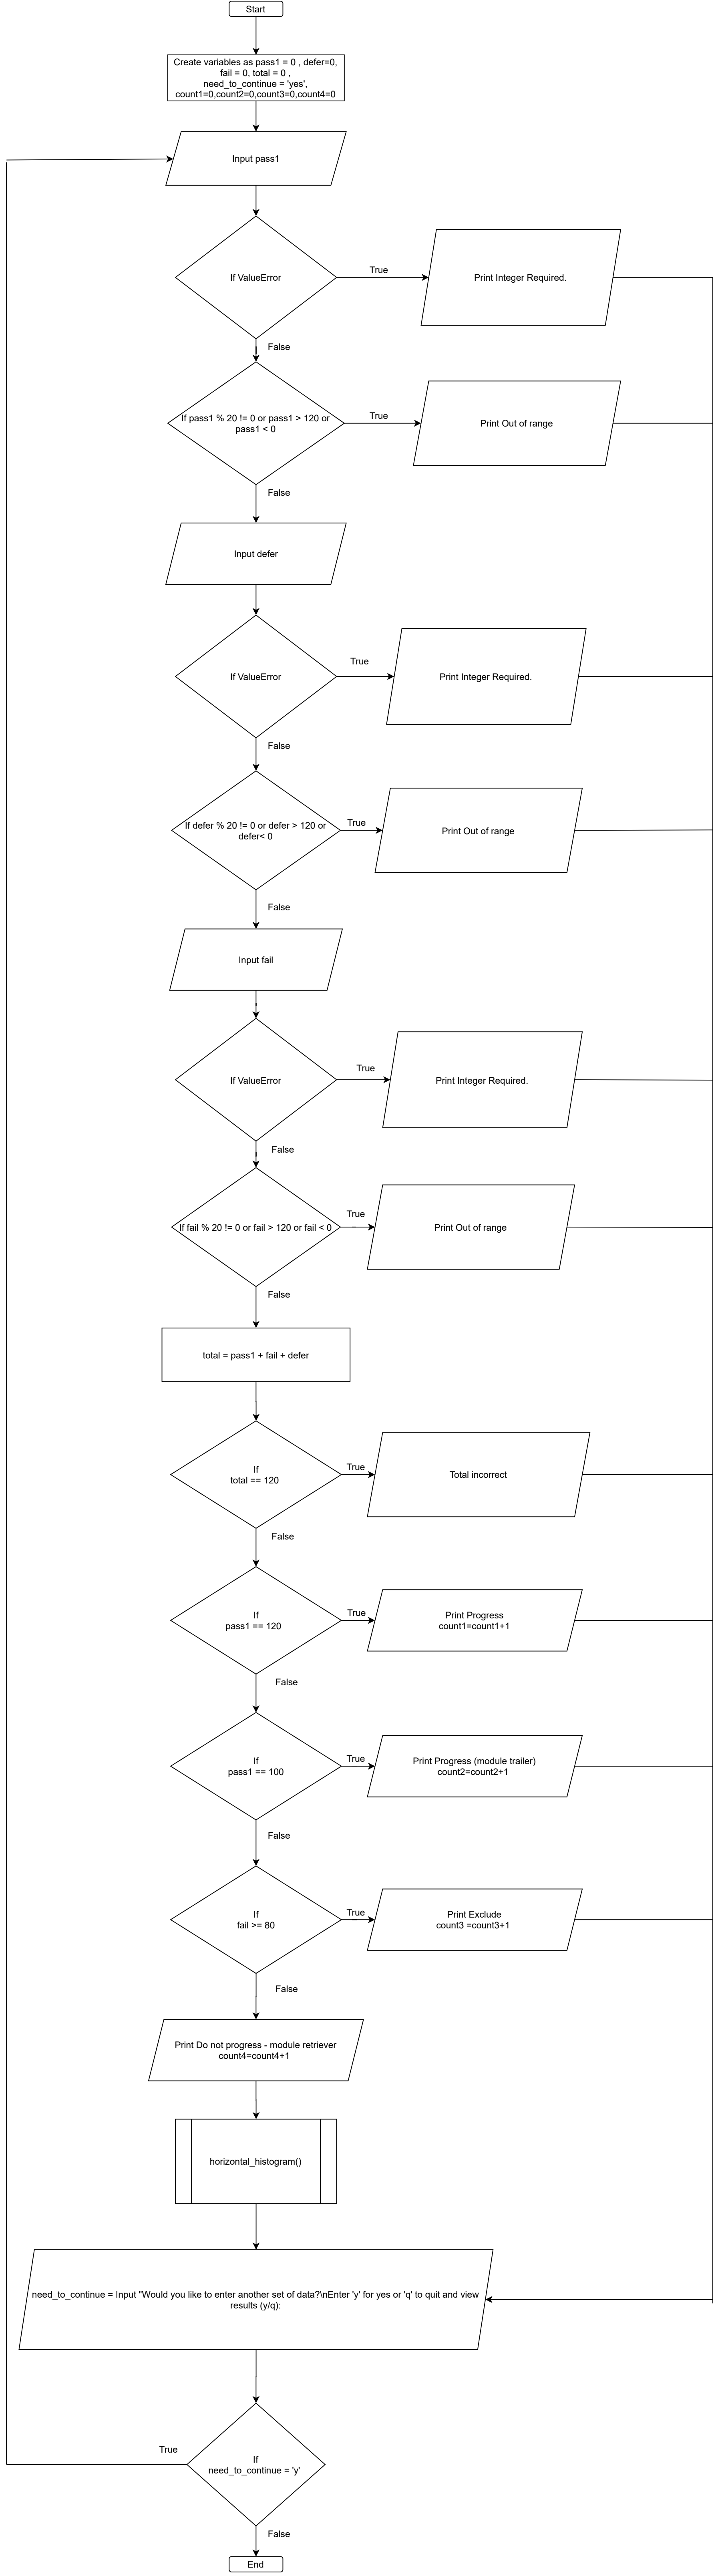 Start
Create variables as pass1 = 0 , defer=0,
fail = 0, total = 0 ,
need_to_continue = 'yes',
count1=0,count2=0,count3=0,count4=0
Input pass1
If ValueError
True
Print Integer Required.
False
If pass1 % 20 != 0 or pass1 > 120 or
pass1 < 0
True
Print Out of range
False
Input defer
If ValueError
True
Print Integer Required.
False
If defer % 20 != 0 or defer > 120 or
defer< 0
True
Print Out of range
False
Input fail
If ValueError
True
Print Integer Required.
False
If fail % 20 != 0 or fail > 120 or fail < 0
True
Print Out of range
False
total = pass1 + fail + defer
If
total == 120
True
Total incorrect
False
If
pass1 == 120
True
Print Progress
count1=count1+1
False
If
pass1 == 100
True
Print Progress (module trailer)
count2=count2+1
False
If
fail >= 80
True
Print Exclude
count3 =count3+1
False
Print Do not progress - module retriever
count4=count4+1
horizontal_histogram()
need_to_continue = Input "Would you like to enter another set of data?\nEnter 'y' for yes or 'q' to quit and view
results (y/q):
True
If
need_to_continue = 'y'
False
End